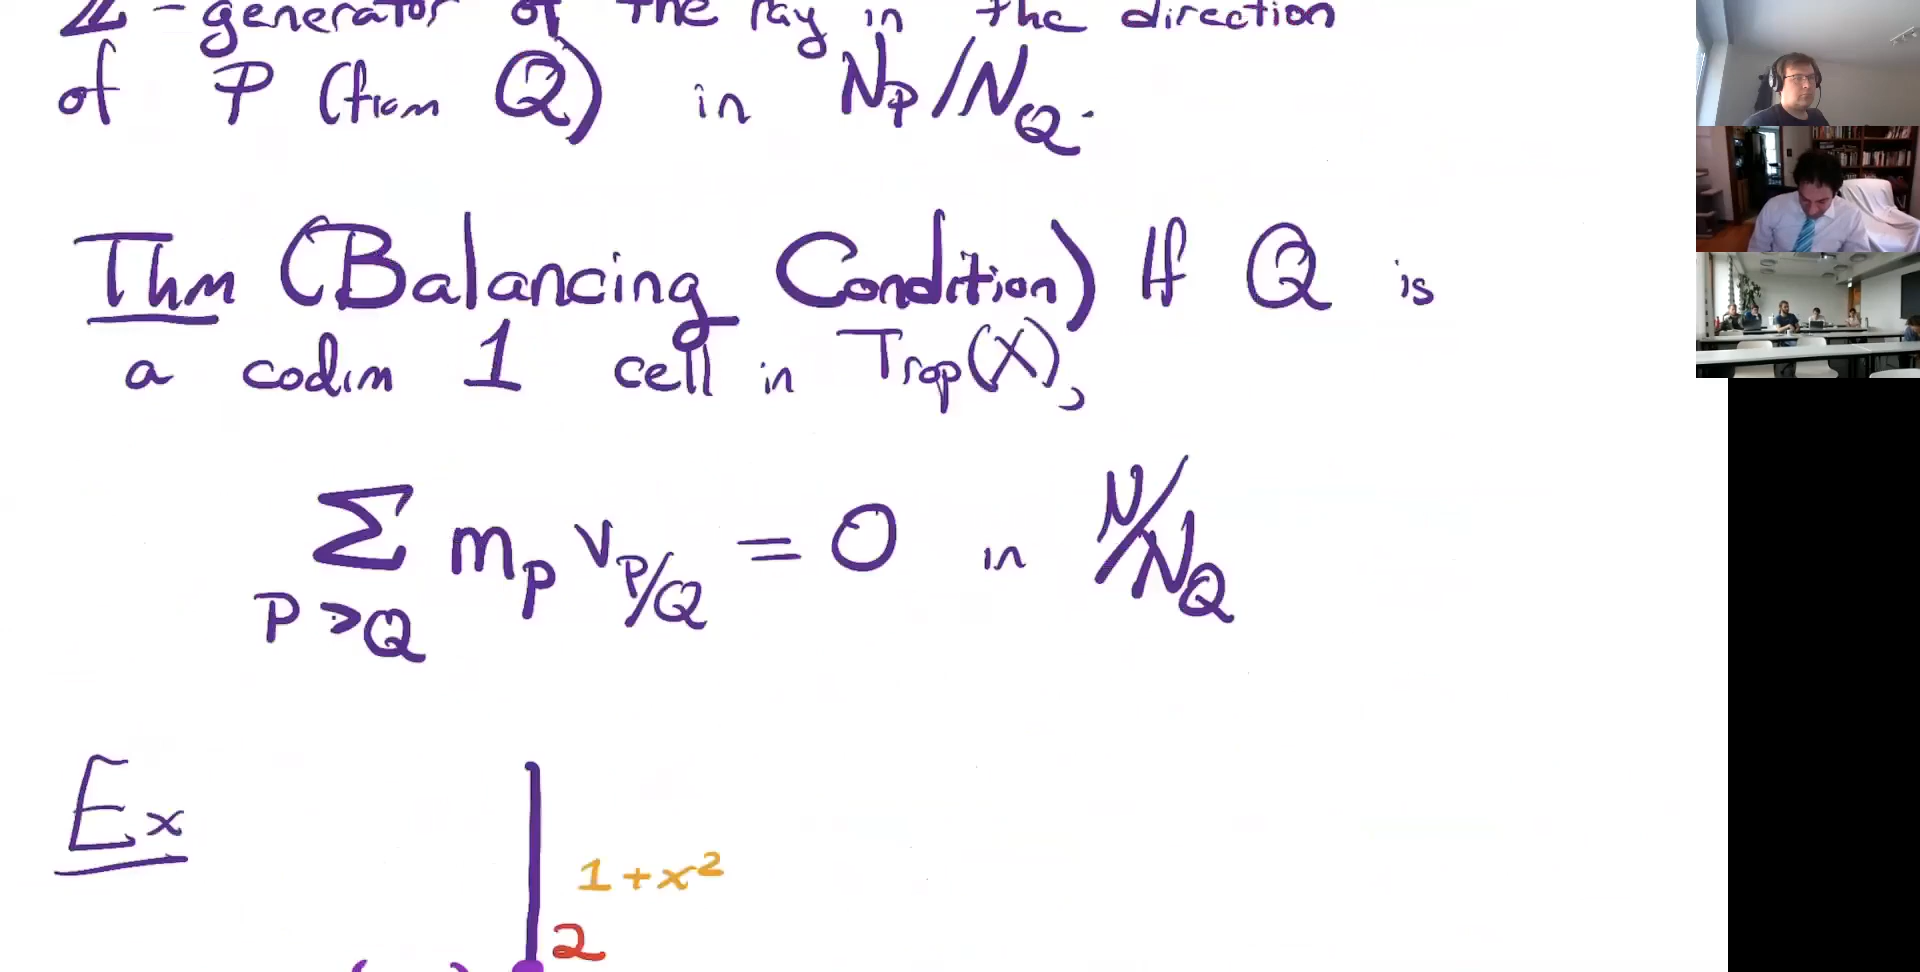 ℤ-generator of the ray in the direction
of P (from Q) in N_P/N_Q.
Thm (Balancing Condition) If Q is
a codim 1 cell in Trop(X),
∑_{P>Q} m_P v_{P/Q} = 0 in N/N_Q
Ex
1+x²
2